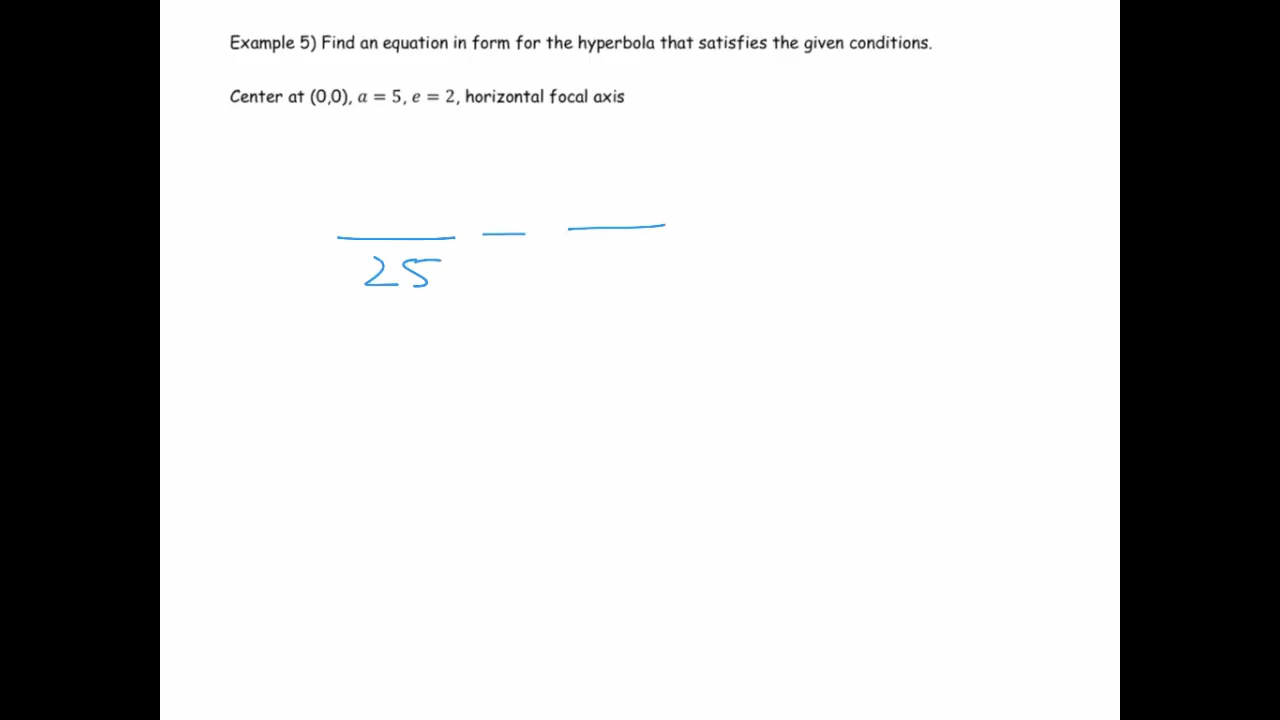 Example 5) Find an equation in form for the hyperbola that satisfies the given conditions.
Center at (0,0), a = 5, e = 2, horizontal focal axis
—
25